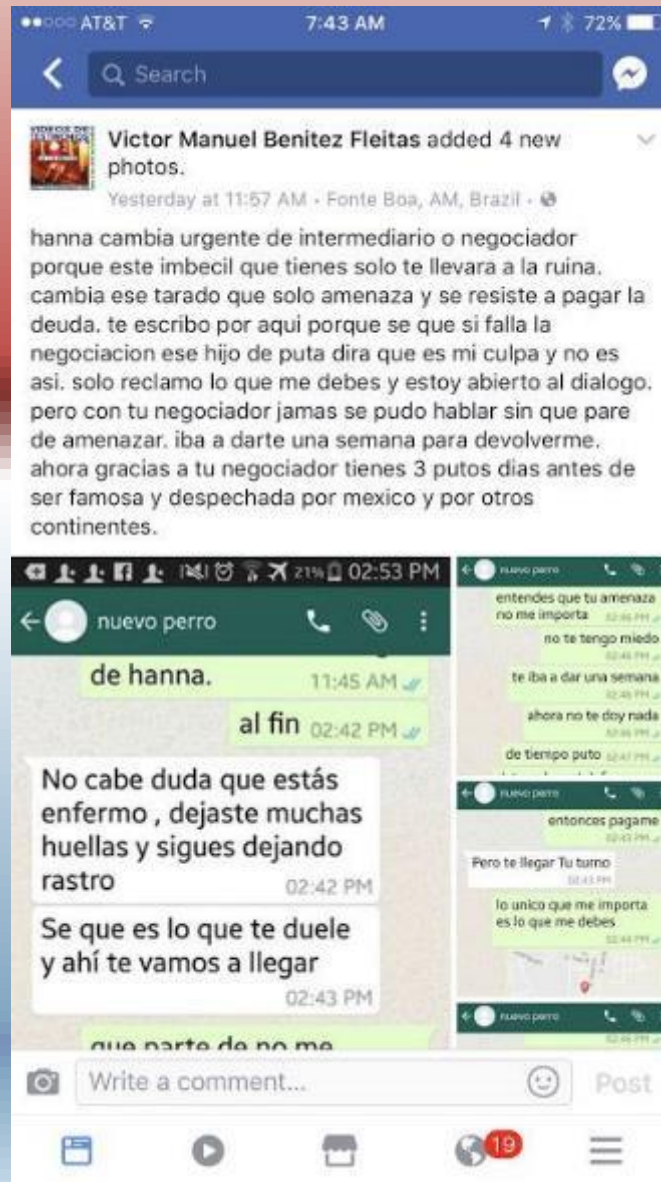 AT&T 7:43 AM 72%
Search
Victor Manuel Benitez Fleitas added 4 new
photos.
Yesterday at 11:57 AM · Fonte Boa, AM, Brazil ·
hanna cambia urgente de intermediario o negociador
porque este imbecil que tienes solo te llevara a la ruina.
cambia ese tarado que solo amenaza y se resiste a pagar la
deuda. te escribo por aqui porque se que si falla la
negociacion ese hijo de puta dira que es mi culpa y no es
asi. solo reclamo lo que me debes y estoy abierto al dialogo.
pero con tu negociador jamas se pudo hablar sin que pare
de amenazar. iba a darte una semana para devolverme.
ahora gracias a tu negociador tienes 3 putos dias antes de
ser famosa y despechada por mexico y por otros
continentes.
21% 02:53 PM
nuevo perro
de hanna.
11:45 AM
al fin 02:42 PM
No cabe duda que estás
enfermo , dejaste muchas
huellas y sigues dejando
rastro
02:42 PM
Se que es lo que te duele
y ahí te vamos a llegar
02:43 PM
que parte de no me
nuevo perro
entendes que tu amenaza
no me importa
no te tengo miedo
te iba a dar una semana
ahora no te doy nada
de tiempo puto
nuevo perro
entonces pagame
Pero te llegar Tu turno
lo unico que me importa
es lo que me debes
nuevo perro
Write a comment...
Post
19